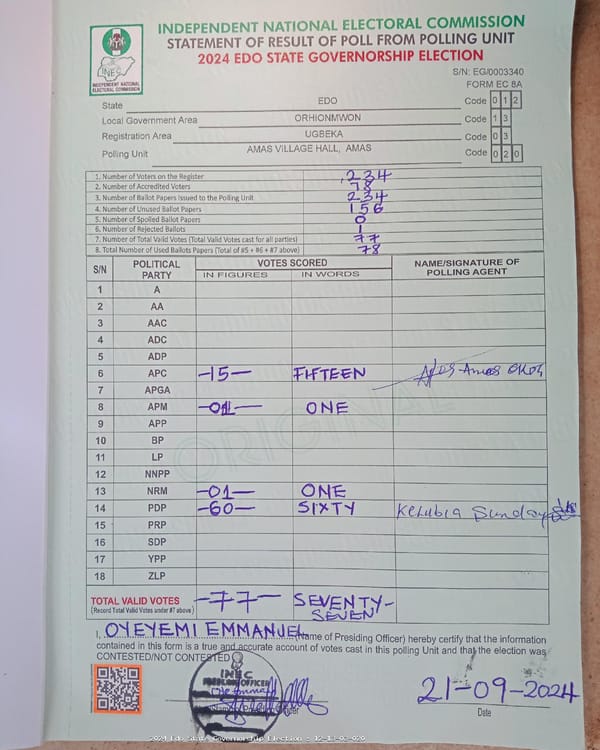 INDEPENDENT NATIONAL ELECTORAL COMMISSION
STATEMENT OF RESULT OF POLL FROM POLLING UNIT
2024 EDO STATE GOVERNORSHIP ELECTION
INEC
INDEPENDENT NATIONAL ELECTORAL COMMISSION
S/N: EG/0003340
FORM EC 8A
State EDO Code 0 1 2
Local Government Area ORHIONMWON Code 1 3
Registration Area UGBEKA Code 0 3
Polling Unit AMAS VILLAGE HALL, AMAS Code 0 2 0
1. Number of Voters on the Register 234
2. Number of Accredited Voters 78
3. Number of Ballot Papers Issued to the Polling Unit 234
4. Number of Unused Ballot Papers 156
5. Number of Spoiled Ballot Papers 0
6. Number of Rejected Ballots 1
7. Number of Total Valid Votes (Total Valid Votes cast for all parties) 77
8. Total Number of Used Ballots Papers (Total of #5 + #6 + #7 above) 78
S/N POLITICAL PARTY VOTES SCORED NAME/SIGNATURE OF POLLING AGENT
IN FIGURES IN WORDS
1 A
2 AA
3 AAC
4 ADC
5 ADP
6 APC -15- FIFTEEN
7 APGA
8 APM -01- ONE
9 APP
10 BP
11 LP
12 NNPP
13 NRM -01- ONE
14 PDP -60- SIXTY Sunday
15 PRP
16 SDP
17 YPP
18 ZLP
ORIGINAL
TOTAL VALID VOTES -77- SEVENTY-SEVEN
(Record Total Valid Votes under #7 above)
I, OYEYEMI EMMANUEL (Name of Presiding Officer) hereby certify that the information
contained in this form is a true and accurate account of votes cast in this polling Unit and that the election was
CONTESTED/NOT CONTESTED
INEC
21-09-2024
Date
2024 Edo State Governorship Election - 12-13-03-020